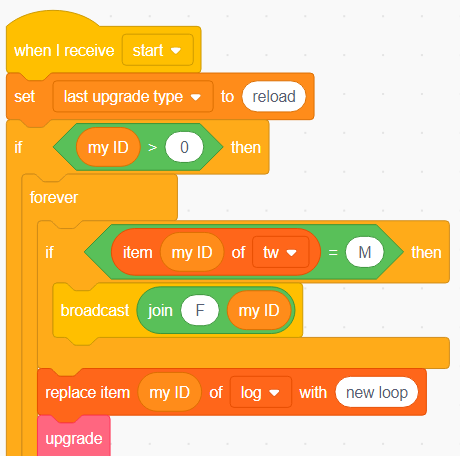 when I receive start
set last upgrade type to reload
if my ID > 0 then
forever
if item my ID of tw = M then
broadcast join F my ID
replace item my ID of log with new loop
upgrade